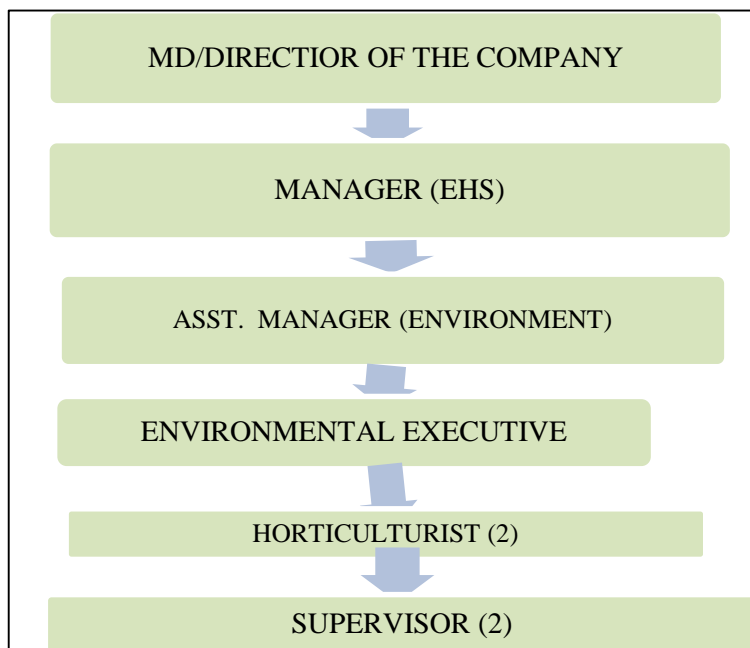 MD/DIRECTIOR OF THE COMPANY
MANAGER (EHS)
ASST. MANAGER (ENVIRONMENT)
ENVIRONMENTAL EXECUTIVE
HORTICULTURIST (2)
SUPERVISOR (2)